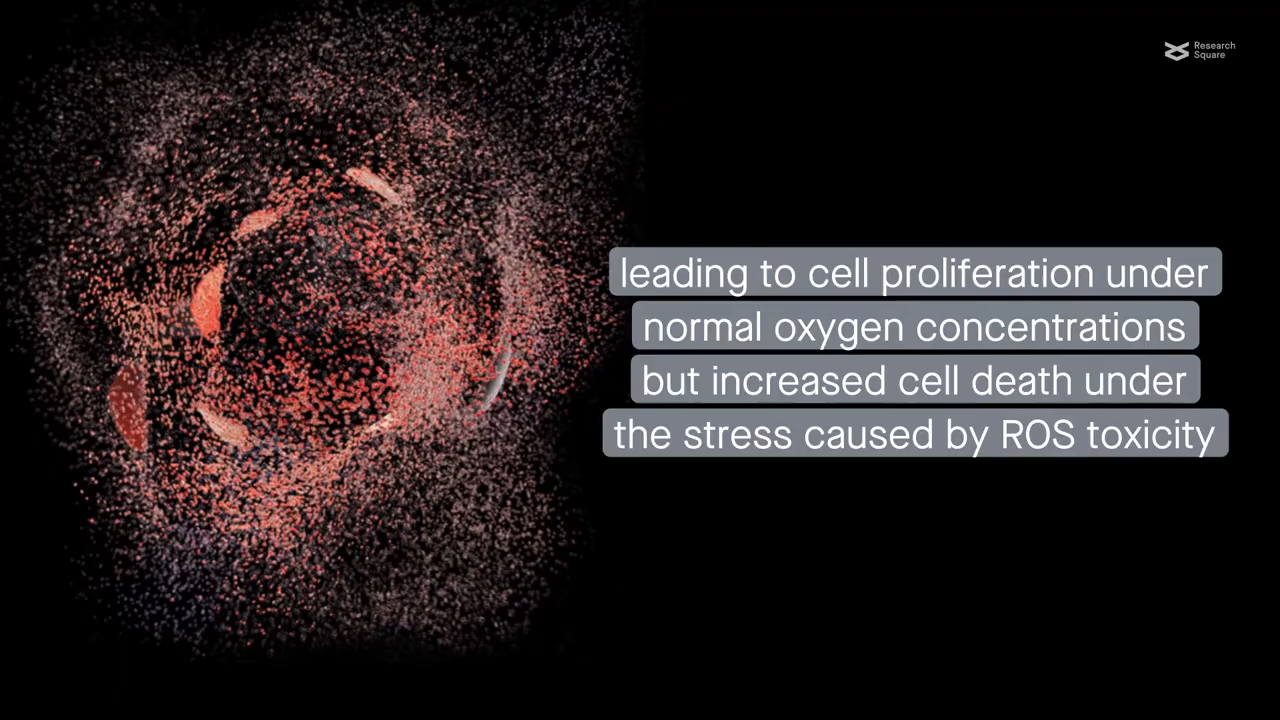 Research
Square
leading to cell proliferation under
normal oxygen concentrations
but increased cell death under
the stress caused by ROS toxicity